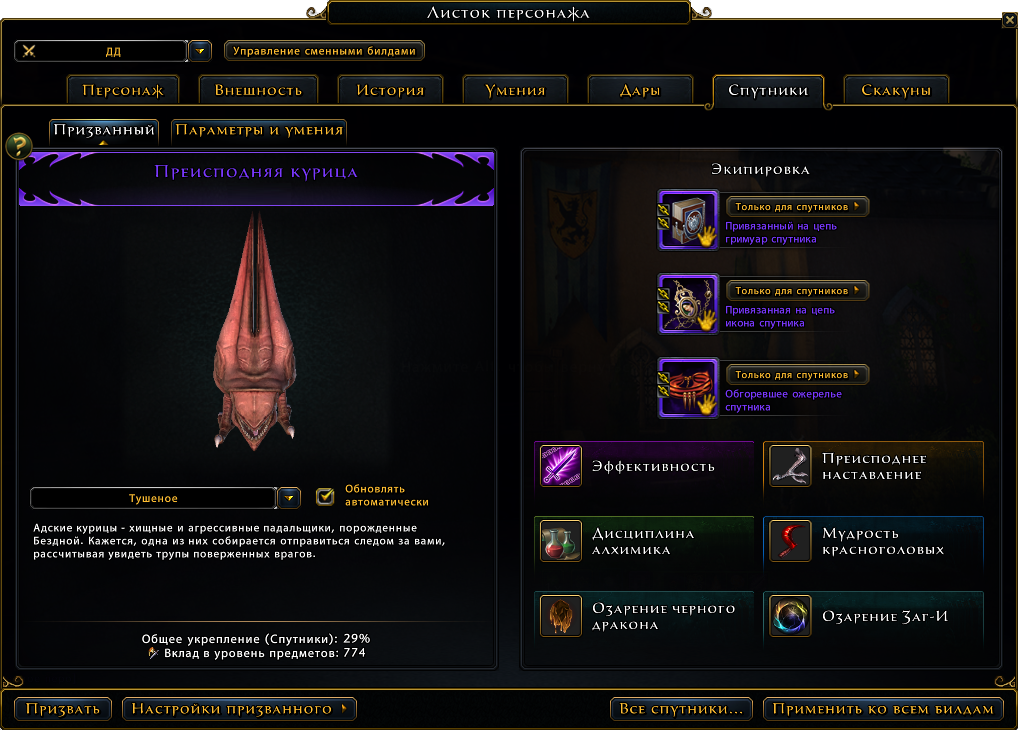 Листок персонажа
ДД
Управление сменными билдами
Персонаж
Внешность
История
Умения
Дары
Спутники
Скакуны
Призванный
Параметры и умения
?
Преисподняя курица
Экипировка
Только для спутников
Привязанный на цепь
гримуар спутника
Только для спутников
Привязанная на цепь
икона спутника
Только для спутников
Обгоревшее ожерелье
спутника
Тушеное
Обновлять
автоматически
Адские курицы - хищные и агрессивные падальщики, порожденные
Бездной. Кажется, одна из них собирается отправиться следом за вами,
рассчитывая увидеть трупы поверженных врагов.
Общее укрепление (Спутники): 29%
Вклад в уровень предметов: 774
Эффективность
Преисподнее
наставление
Дисциплина
алхимика
Мудрость
красноголовых
Озарение черного
дракона
Озарение Заг-И
Призвать
Настройки призванного
Все спутники...
Применить ко всем билдам